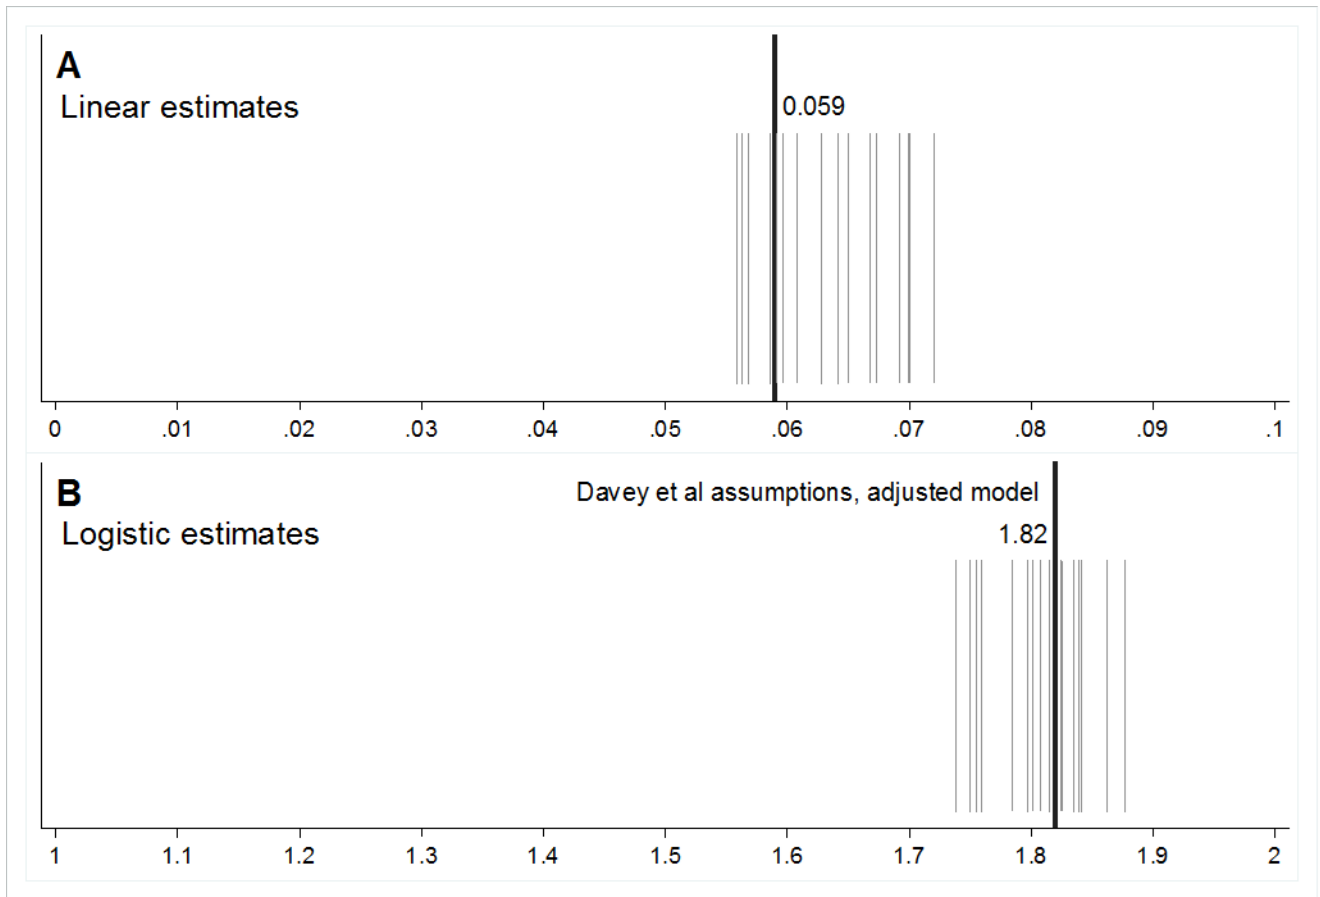 A
Linear estimates
0.059
0 .01 .02 .03 .04 .05 .06 .07 .08 .09 .1
B
Logistic estimates
Davey et al assumptions, adjusted model
1.82
1 1.1 1.2 1.3 1.4 1.5 1.6 1.7 1.8 1.9 2